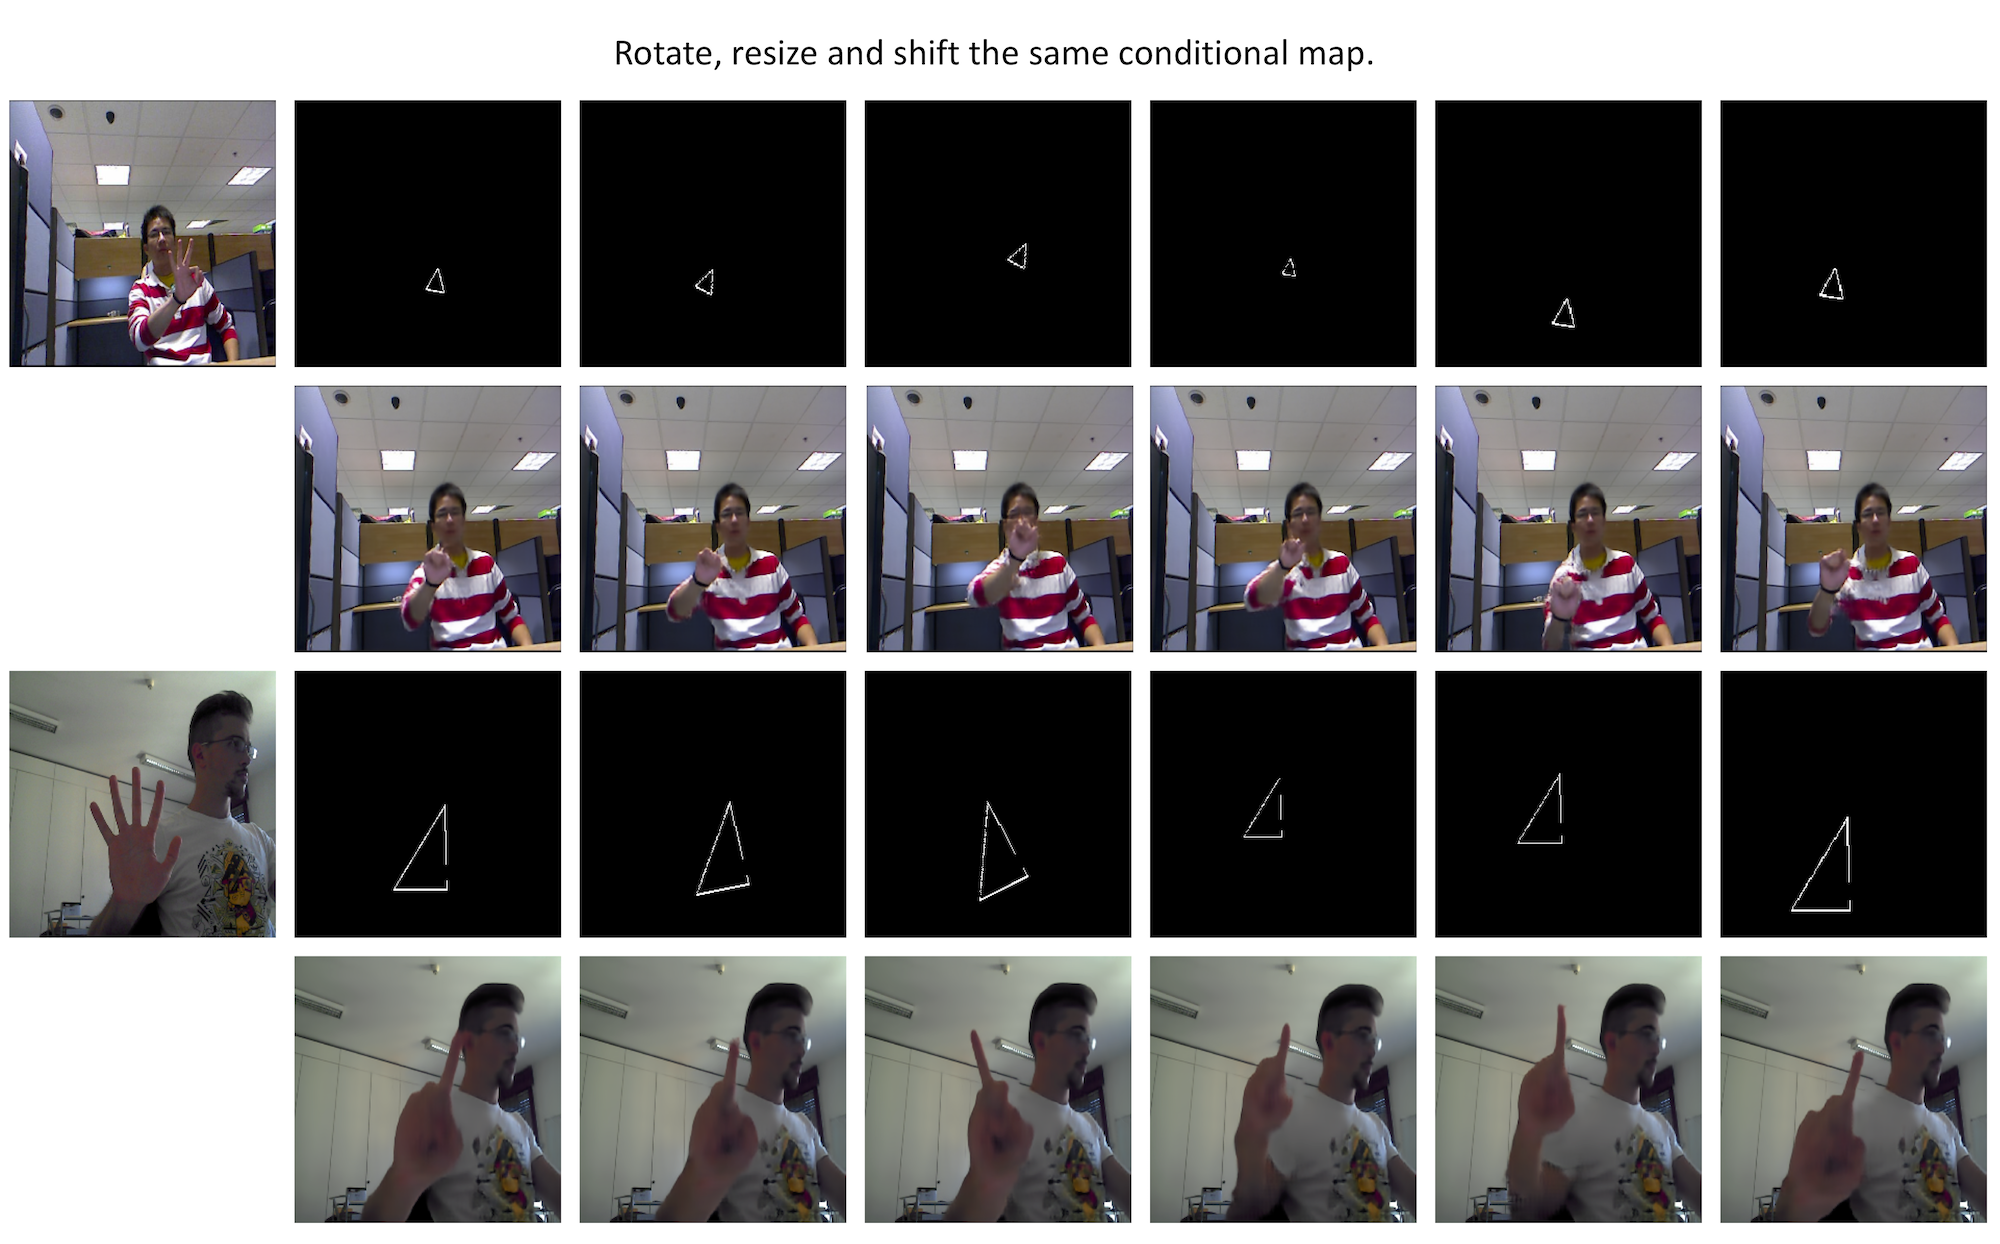 Rotate, resize and shift the same conditional map.